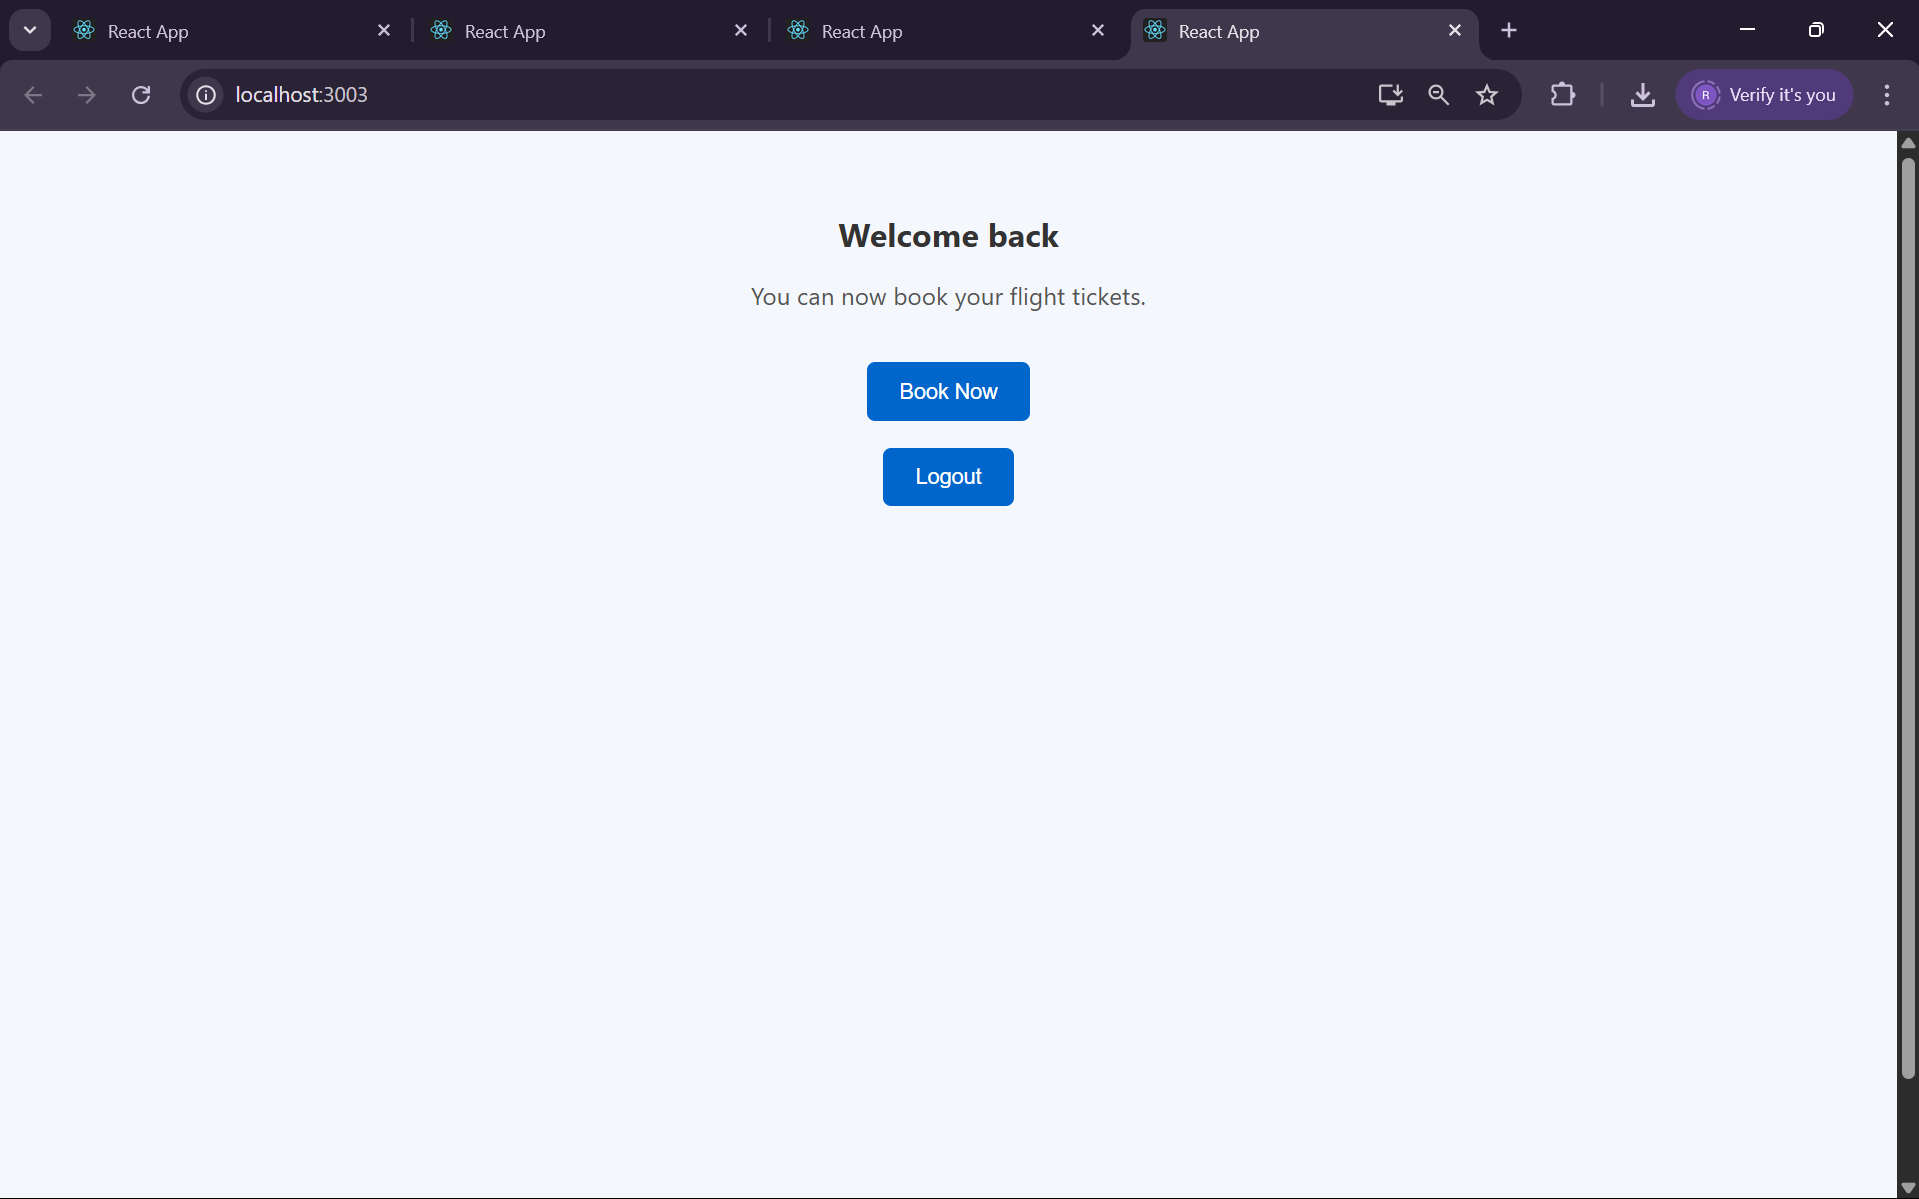 React App
React App
React App
React App
localhost:3003
R
Verify it's you
Welcome back
You can now book your flight tickets.
Book Now
Logout